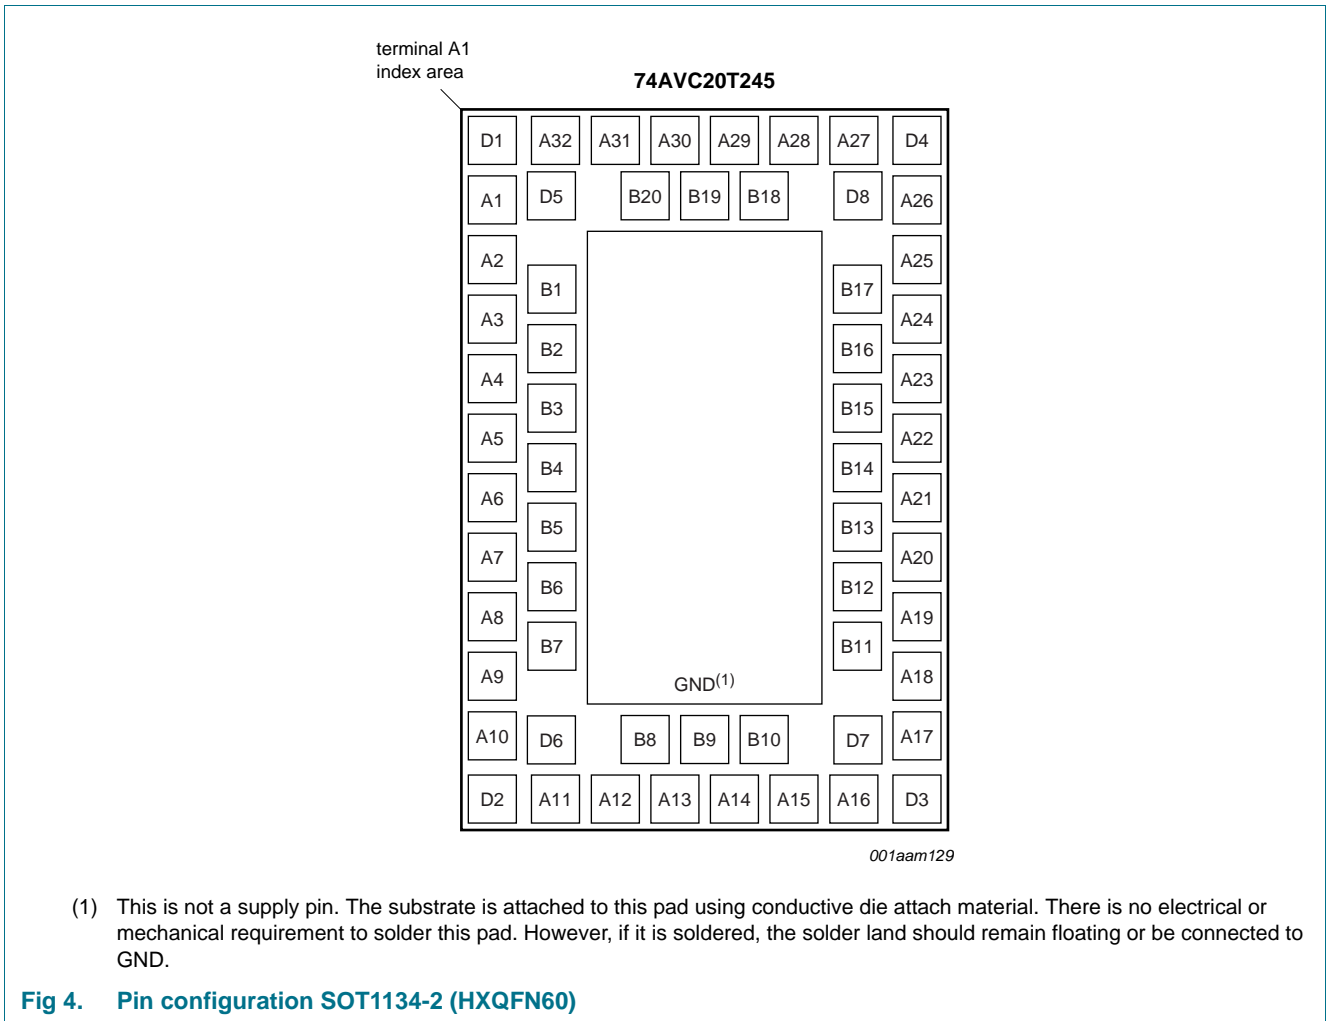 terminal A1
index area
74AVC20T245
D1 A32 A31 A30 A29 A28 A27 D4
A1 D5 B20 B19 B18 D8 A26
A2 A25
B1 B17
A3 A24
B2 B16
A4 A23
B3 B15
A5 A22
B4 B14
A6 A21
B5 B13
A7 A20
B6 B12
A8 A19
B7 B11
A9 GND(1) A18
A10 D6 B8 B9 B10 D7 A17
D2 A11 A12 A13 A14 A15 A16 D3
001aam129
(1) This is not a supply pin. The substrate is attached to this pad using conductive die attach material. There is no electrical or
mechanical requirement to solder this pad. However, if it is soldered, the solder land should remain floating or be connected to
GND.
Fig 4. Pin configuration SOT1134-2 (HXQFN60)